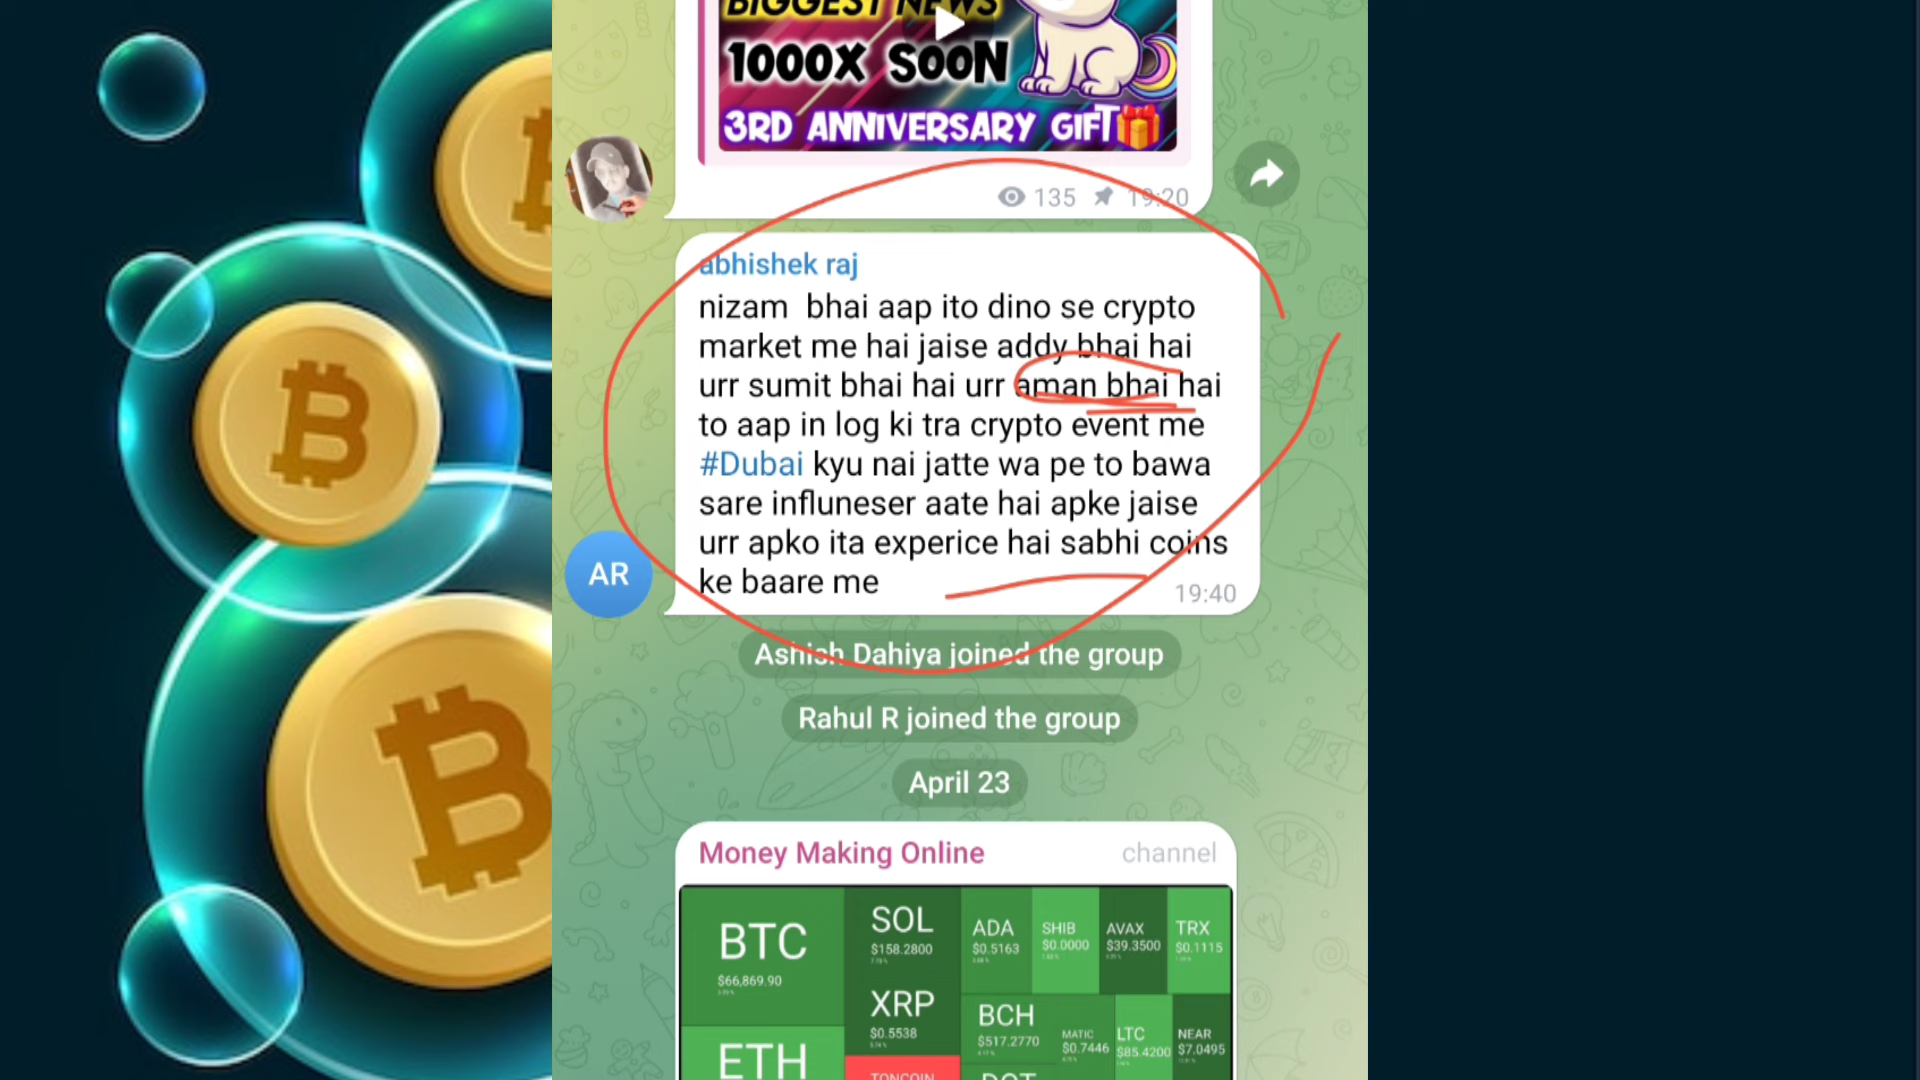 BIGGEST NEWS
1000X SOON
3RD ANNIVERSARY GIFT
135 19:20
abhishek raj
nizam bhai aap ito dino se crypto
market me hai jaise addy bhai hai
urr sumit bhai hai urr aman bhai hai
to aap in log ki tra crypto event me
#Dubai kyu nai jatte wa pe to bawa
sare influneser aate hai apke jaise
urr apko ita experice hai sabhi coins
ke baare me
19:40
AR
Ashish Dahiya joined the group
Rahul R joined the group
April 23
Money Making Online channel
BTC
$66,869.90
ETH
SOL
$158.2800
XRP
$0.5538
TONCOIN
ADA
$0.5163
SHIB
$0.0000
AVAX
$39.3500
TRX
$0.1115
BCH
$517.2770
MATIC
$0.7446
LTC
$85.4200
NEAR
$7.0495
DOT